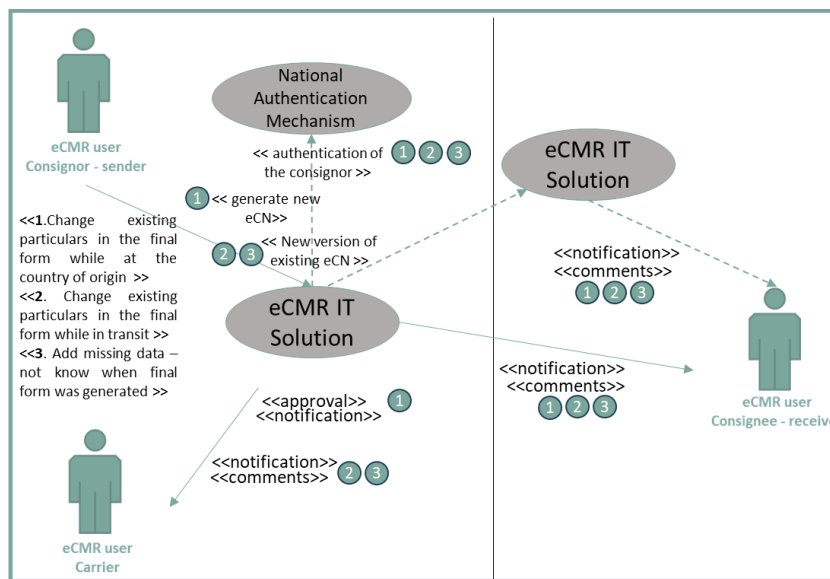 eCMR user
Consignor - sender
National
Authentication
Mechanism
<< authentication of
the consignor >>
1 2 3
eCMR IT
Solution
1 << generate new
eCN>>
2 3 << New version of
existing eCN >>
<<1.Change existing
particulars in the final
form while at the
country of origin >>
<<2. Change existing
particulars in the final
form while in transit >>
<<3. Add missing data –
not know when final
form was generated >>
eCMR IT
Solution
<<notification>>
<<comments>>
1 2 3
<<notification>>
<<comments>>
1 2 3
eCMR user
Consignee - receive
<<approval>>
<<notification>>
1
<<notification>>
<<comments>>
2 3
eCMR user
Carrier